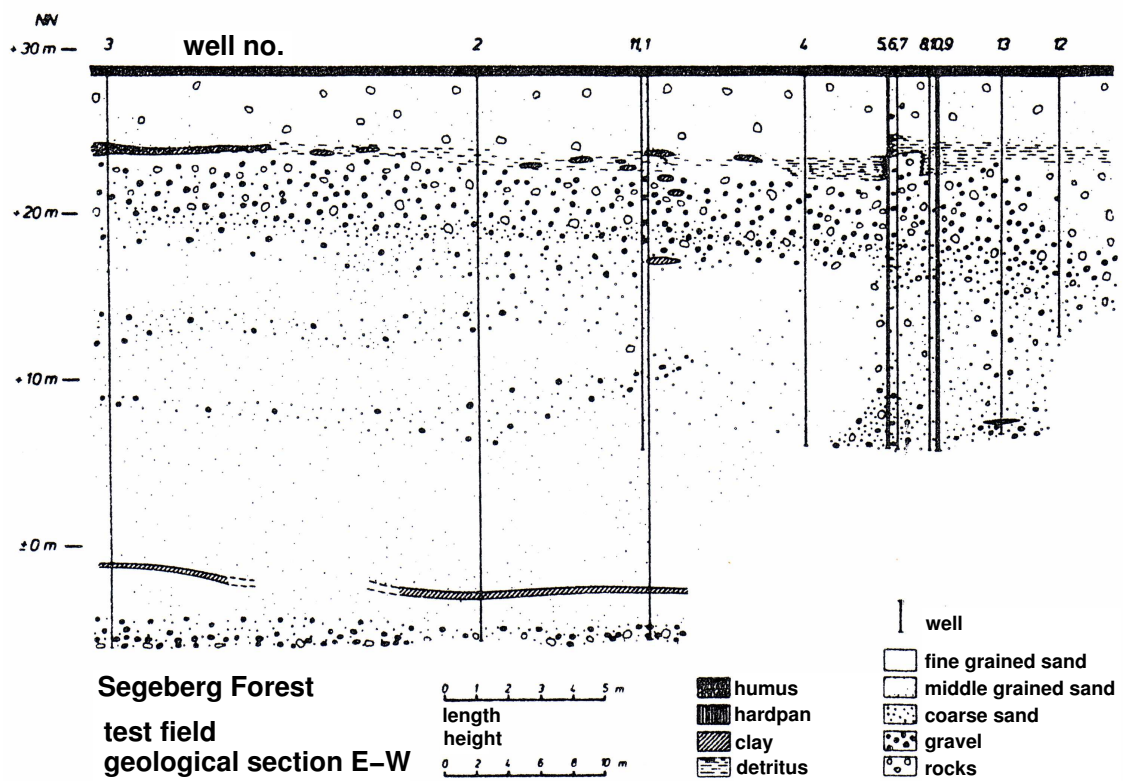 NN
+30 m
3 well no. 2 11,1 4 5,6,7 8,10,9 13 12
+20 m
+10 m
±0 m
well
fine grained sand
middle grained sand
coarse sand
gravel
rocks
humus
hardpan
clay
detritus
0 1 2 3 4 5 m
length
height
0 2 4 6 8 10 m
Segeberg Forest
test field
geological section E–W